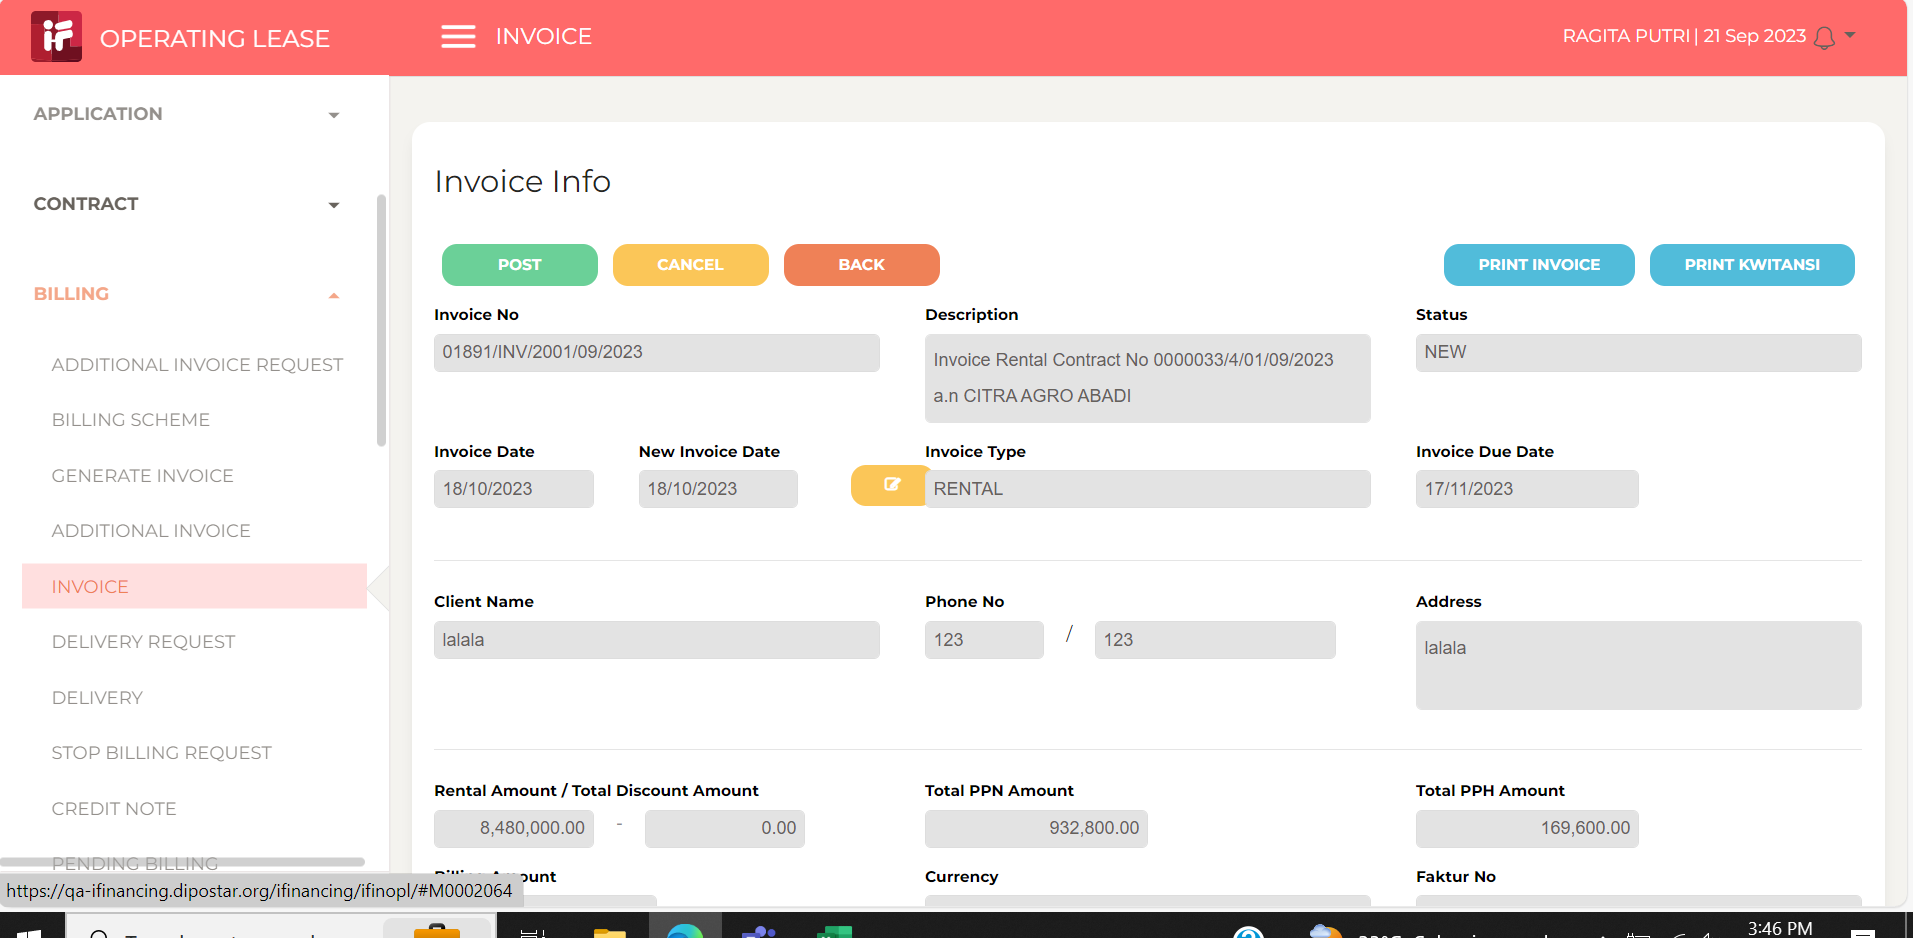 iF OPERATING LEASE
INVOICE
RAGITA PUTRI | 21 Sep 2023
APPLICATION
CONTRACT
BILLING
ADDITIONAL INVOICE REQUEST
BILLING SCHEME
GENERATE INVOICE
ADDITIONAL INVOICE
INVOICE
DELIVERY REQUEST
DELIVERY
STOP BILLING REQUEST
CREDIT NOTE
PENDING BILLING
https://qa-ifinancing.dipostar.org/ifinancing/ifinopl/#M0002064
Invoice Info
POST CANCEL BACK PRINT INVOICE PRINT KWITANSI
Invoice No Description Status
01891/INV/2001/09/2023
Invoice Rental Contract No 0000033/4/01/09/2023
a.n CITRA AGRO ABADI
NEW
Invoice Date New Invoice Date Invoice Type Invoice Due Date
18/10/2023 18/10/2023 RENTAL 17/11/2023
Client Name Phone No Address
lalala 123 / 123 lalala
Rental Amount / Total Discount Amount Total PPN Amount Total PPH Amount
8,480,000.00 - 0.00 932,800.00 169,600.00
Billing Amount Currency Faktur No
3:46 PM